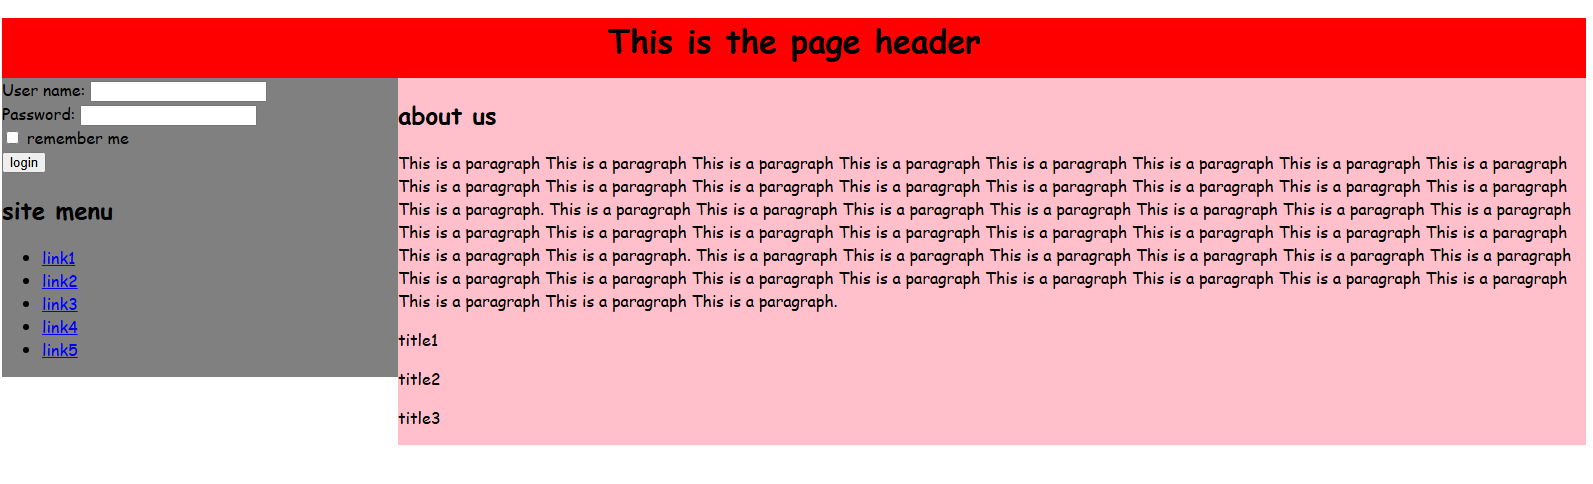 This is the page header
User name:
Password:
remember me
login
site menu
link1
link2
link3
link4
link5
about us
This is a paragraph This is a paragraph This is a paragraph This is a paragraph This is a paragraph This is a paragraph This is a paragraph This is a paragraph
This is a paragraph This is a paragraph This is a paragraph This is a paragraph This is a paragraph This is a paragraph This is a paragraph This is a paragraph
This is a paragraph. This is a paragraph This is a paragraph This is a paragraph This is a paragraph This is a paragraph This is a paragraph This is a paragraph
This is a paragraph This is a paragraph This is a paragraph This is a paragraph This is a paragraph This is a paragraph This is a paragraph This is a paragraph
This is a paragraph This is a paragraph. This is a paragraph This is a paragraph This is a paragraph This is a paragraph This is a paragraph This is a paragraph
This is a paragraph This is a paragraph This is a paragraph This is a paragraph This is a paragraph This is a paragraph This is a paragraph This is a paragraph
This is a paragraph This is a paragraph This is a paragraph.
title1
title2
title3